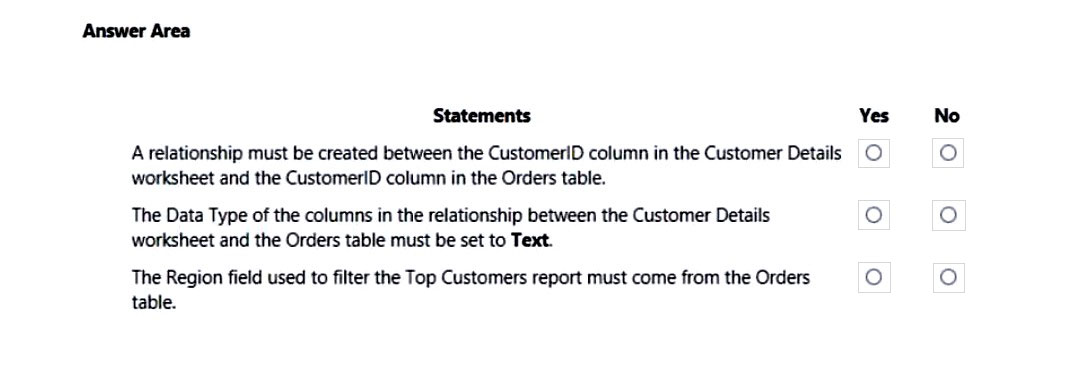 Answer Area
Statements Yes No
A relationship must be created between the CustomerID column in the Customer Details
worksheet and the CustomerID column in the Orders table.
The Data Type of the columns in the relationship between the Customer Details
worksheet and the Orders table must be set to Text.
The Region field used to filter the Top Customers report must come from the Orders
table.